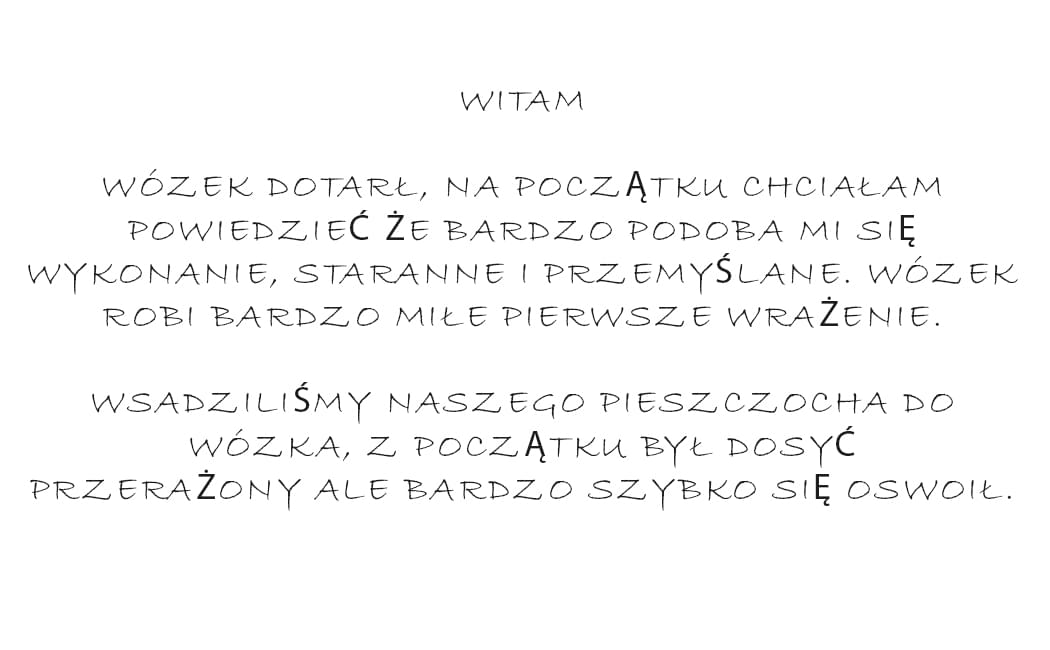 WITAM
WÓZEK DOTARŁ, NA POCZĄTKU CHCIAŁAM
POWIEDZIEĆ ŻE BARDZO PODOBA MI SIĘ
WYKONANIE, STARANNE I PRZEMYŚLANE. WÓZEK
ROBI BARDZO MIŁE PIERWSZE WRAŻENIE.
WSADZILIŚMY NASZEGO PIESZCZOCHA DO
WÓZKA, Z POCZĄTKU BYŁ DOSYĆ
PRZERAŻONY ALE BARDZO SZYBKO SIĘ OSWOIŁ.